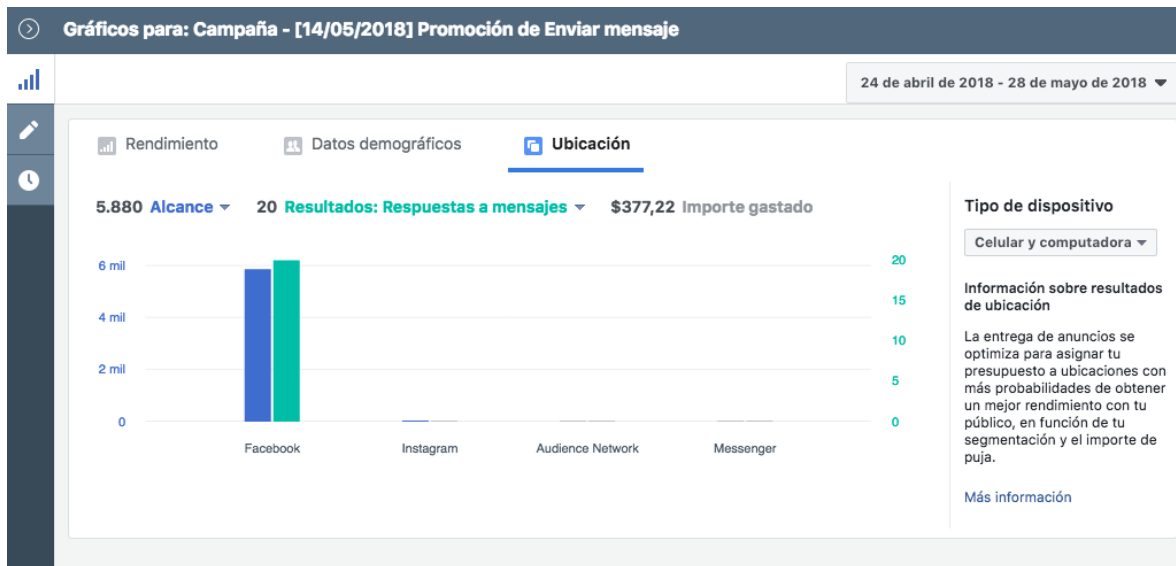 Gráficos para: Campaña - [14/05/2018] Promoción de Enviar mensaje
24 de abril de 2018 - 28 de mayo de 2018
Rendimiento
Datos demográficos
Ubicación
5.880 Alcance
20 Resultados: Respuestas a mensajes
$377,22 Importe gastado
6 mil
4 mil
2 mil
0
20
15
10
5
0
Facebook
Instagram
Audience Network
Messenger
Tipo de dispositivo
Celular y computadora
Información sobre resultados
de ubicación
La entrega de anuncios se
optimiza para asignar tu
presupuesto a ubicaciones con
más probabilidades de obtener
un mejor rendimiento con tu
público, en función de tu
segmentación y el importe de
puja.
Más información